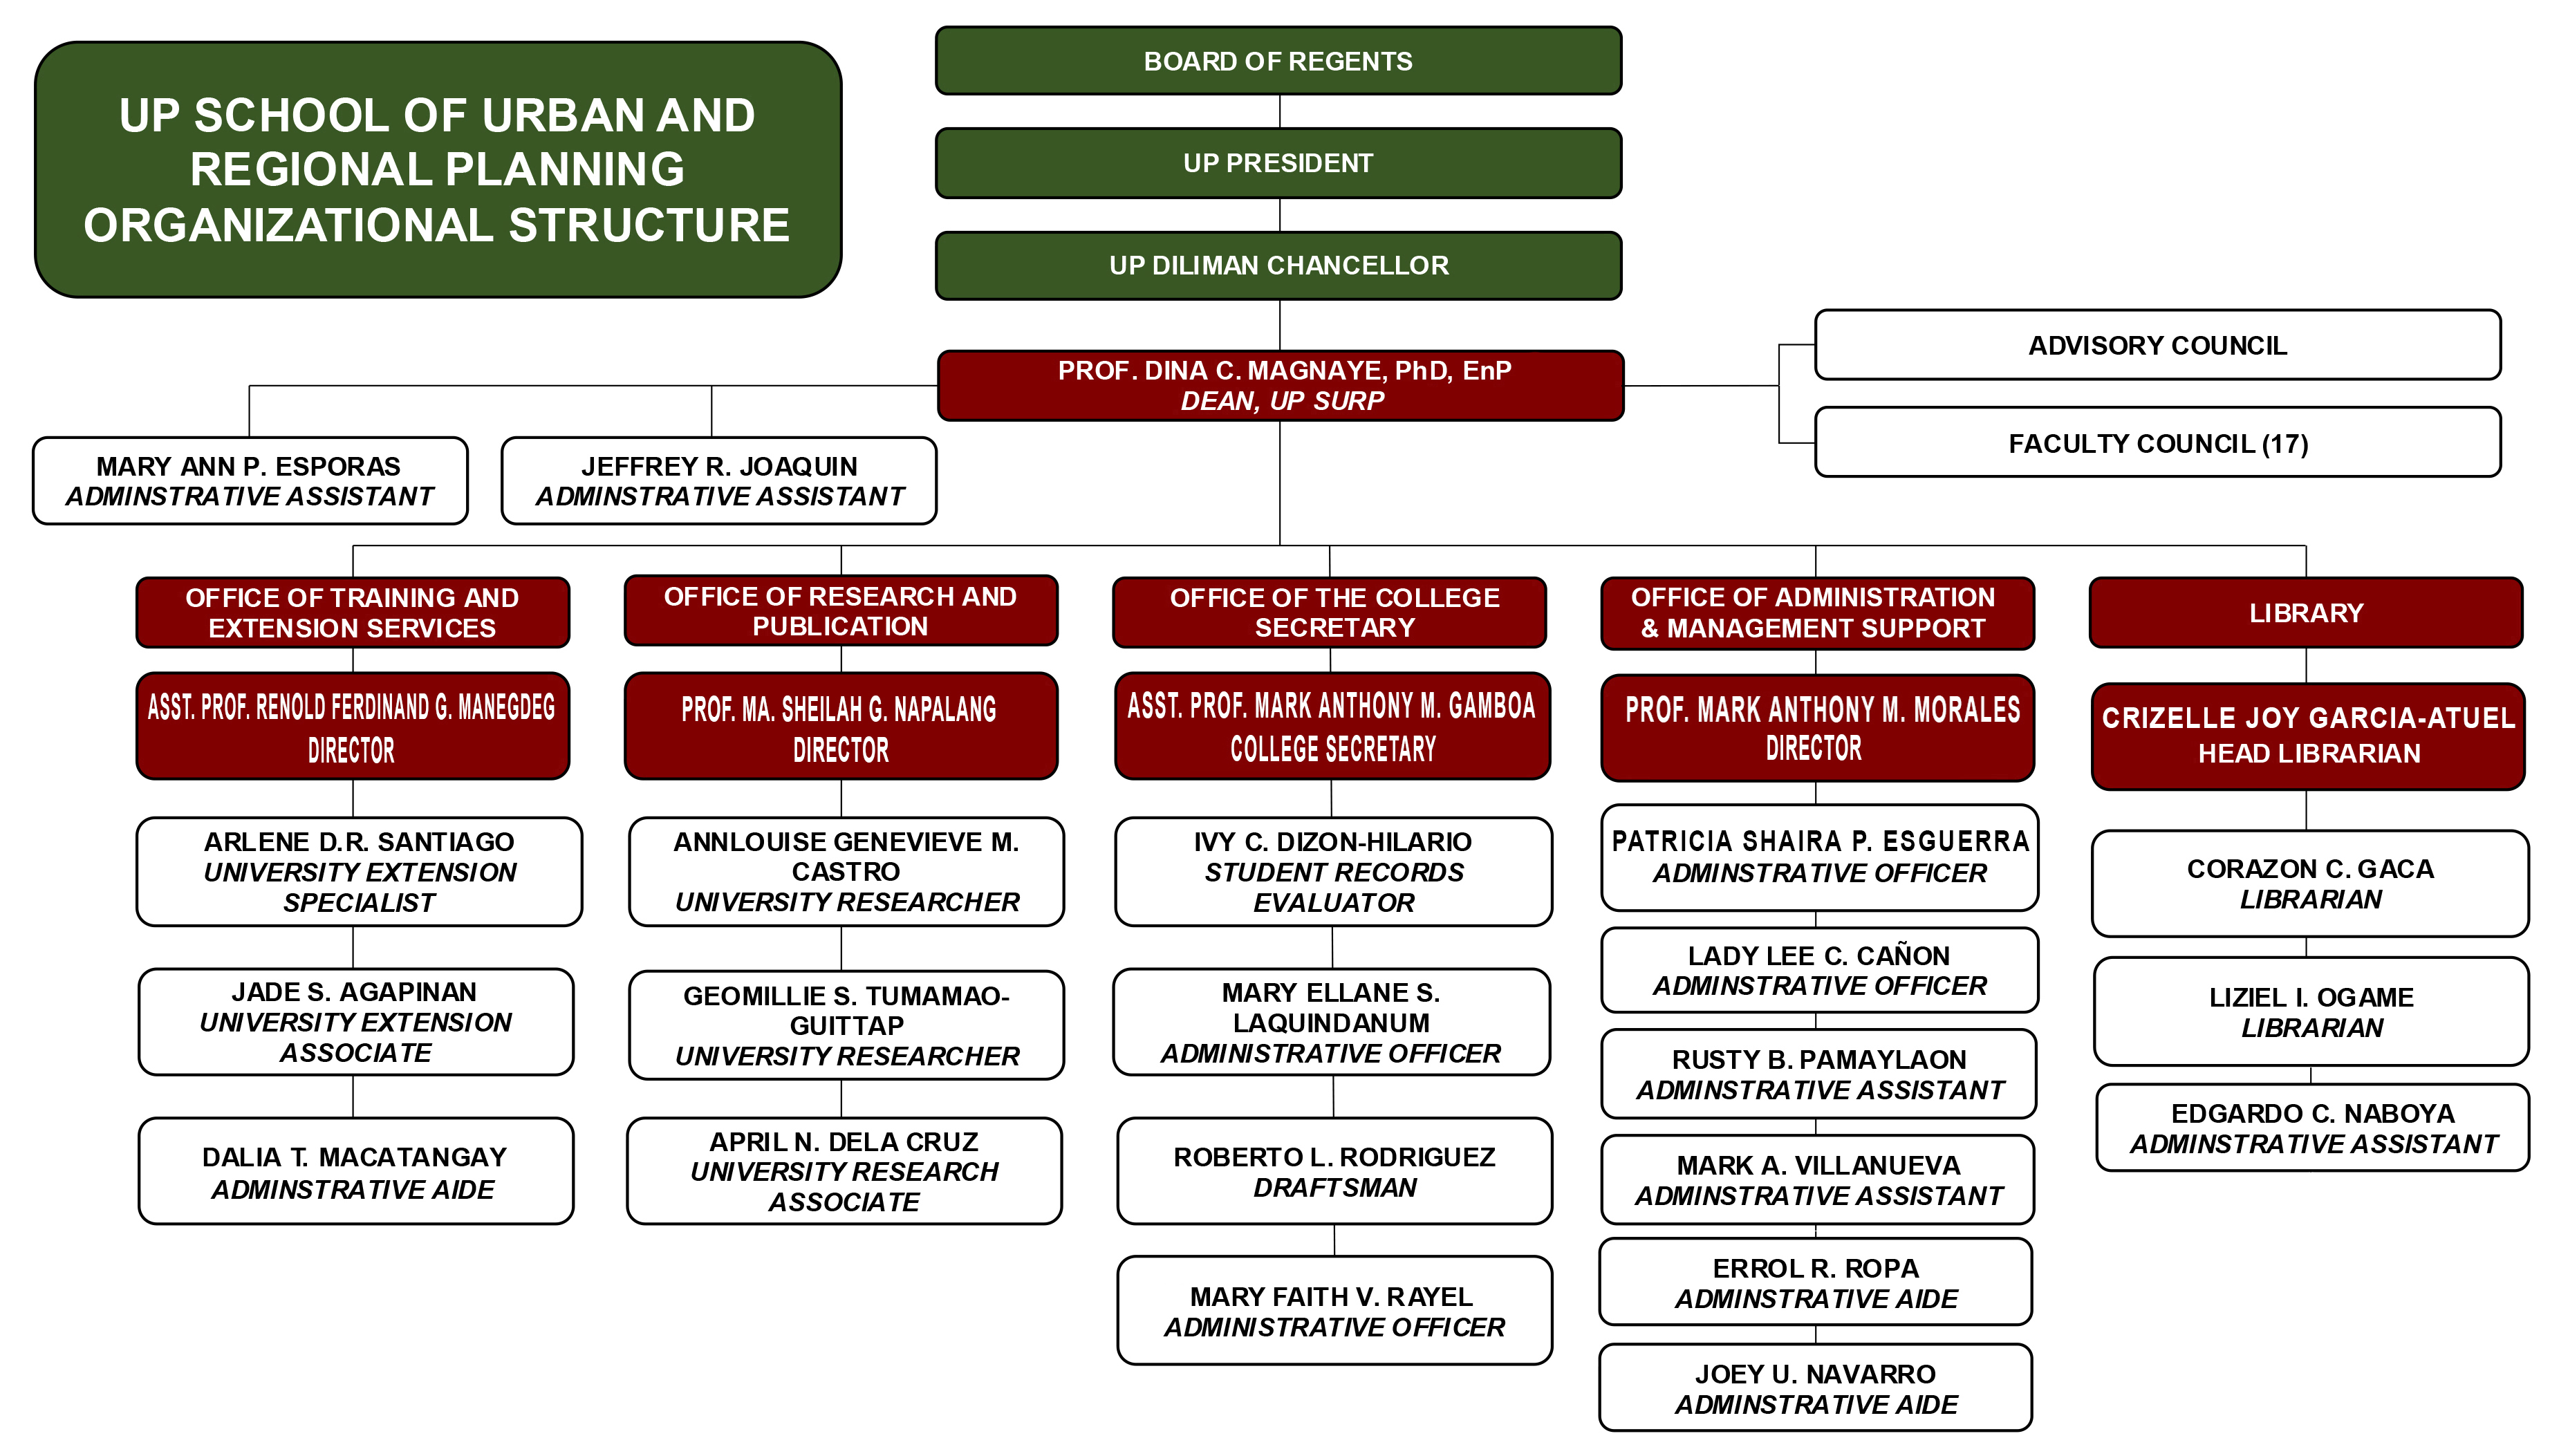 UP SCHOOL OF URBAN AND
REGIONAL PLANNING
ORGANIZATIONAL STRUCTURE
BOARD OF REGENTS
UP PRESIDENT
UP DILIMAN CHANCELLOR
PROF. DINA C. MAGNAYE, PhD, EnP
DEAN, UP SURP
ADVISORY COUNCIL
FACULTY COUNCIL (17)
MARY ANN P. ESPORAS
ADMINSTRATIVE ASSISTANT
JEFFREY R. JOAQUIN
ADMINSTRATIVE ASSISTANT
OFFICE OF TRAINING AND
EXTENSION SERVICES
ASST. PROF. RENOLD FERDINAND G. MANEGDEG
DIRECTOR
ARLENE D.R. SANTIAGO
UNIVERSITY EXTENSION
SPECIALIST
JADE S. AGAPINAN
UNIVERSITY EXTENSION
ASSOCIATE
DALIA T. MACATANGAY
ADMINSTRATIVE AIDE
OFFICE OF RESEARCH AND
PUBLICATION
PROF. MA. SHEILAH G. NAPALANG
DIRECTOR
ANNLOUISE GENEVIEVE M.
CASTRO
UNIVERSITY RESEARCHER
GEOMILLIE S. TUMAMAO-
GUITTAP
UNIVERSITY RESEARCHER
APRIL N. DELA CRUZ
UNIVERSITY RESEARCH
ASSOCIATE
OFFICE OF THE COLLEGE
SECRETARY
ASST. PROF. MARK ANTHONY M. GAMBOA
COLLEGE SECRETARY
IVY C. DIZON-HILARIO
STUDENT RECORDS
EVALUATOR
MARY ELLANE S.
LAQUINDANUM
ADMINISTRATIVE OFFICER
ROBERTO L. RODRIGUEZ
DRAFTSMAN
MARY FAITH V. RAYEL
ADMINISTRATIVE OFFICER
OFFICE OF ADMINISTRATION
& MANAGEMENT SUPPORT
PROF. MARK ANTHONY M. MORALES
DIRECTOR
PATRICIA SHAIRA P. ESGUERRA
ADMINSTRATIVE OFFICER
LADY LEE C. CAÑON
ADMINSTRATIVE OFFICER
RUSTY B. PAMAYLAON
ADMINSTRATIVE ASSISTANT
MARK A. VILLANUEVA
ADMINSTRATIVE ASSISTANT
ERROL R. ROPA
ADMINSTRATIVE AIDE
JOEY U. NAVARRO
ADMINSTRATIVE AIDE
LIBRARY
CRIZELLE JOY GARCIA-ATUEL
HEAD LIBRARIAN
CORAZON C. GACA
LIBRARIAN
LIZIEL I. OGAME
LIBRARIAN
EDGARDO C. NABOYA
ADMINSTRATIVE ASSISTANT